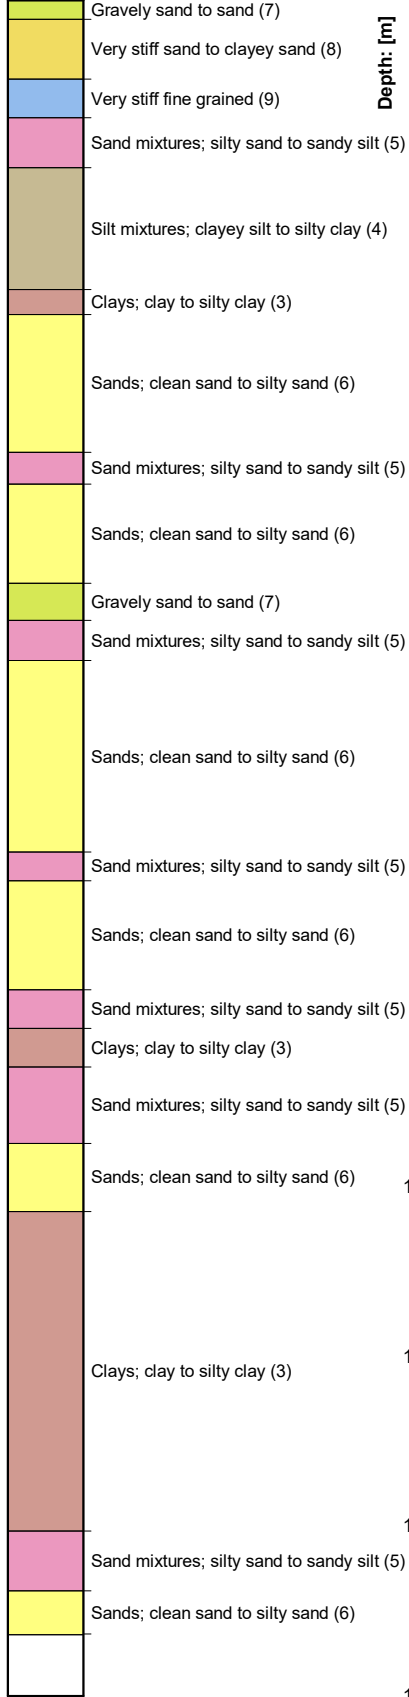 Gravely sand to sand (7)
Very stiff sand to clayey sand (8)
Depth: [m]
Very stiff fine grained (9)
Sand mixtures; silty sand to sandy silt (5)
Silt mixtures; clayey silt to silty clay (4)
Clays; clay to silty clay (3)
Sands; clean sand to silty sand (6)
Sand mixtures; silty sand to sandy silt (5)
Sands; clean sand to silty sand (6)
Gravely sand to sand (7)
Sand mixtures; silty sand to sandy silt (5)
Sands; clean sand to silty sand (6)
Sand mixtures; silty sand to sandy silt (5)
Sands; clean sand to silty sand (6)
Sand mixtures; silty sand to sandy silt (5)
Clays; clay to silty clay (3)
Sand mixtures; silty sand to sandy silt (5)
Sands; clean sand to silty sand (6)
Clays; clay to silty clay (3)
Sand mixtures; silty sand to sandy silt (5)
Sands; clean sand to silty sand (6)